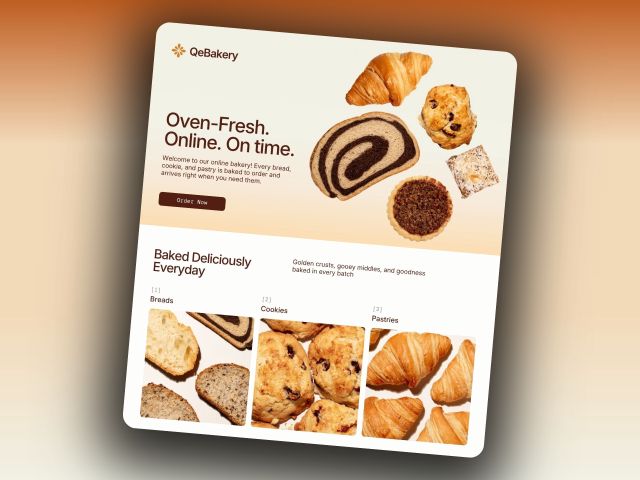 QeBakery
Oven-Fresh.
Online. On time.
Welcome to our online bakery! Every bread,
cookie, and pastry is baked to order and
arrives right when you need them.
Order Now
Baked Deliciously
Everyday
Golden crusts, gooey middles, and goodness
baked in every batch
[1]
Breads
[2]
Cookies
[3]
Pastries